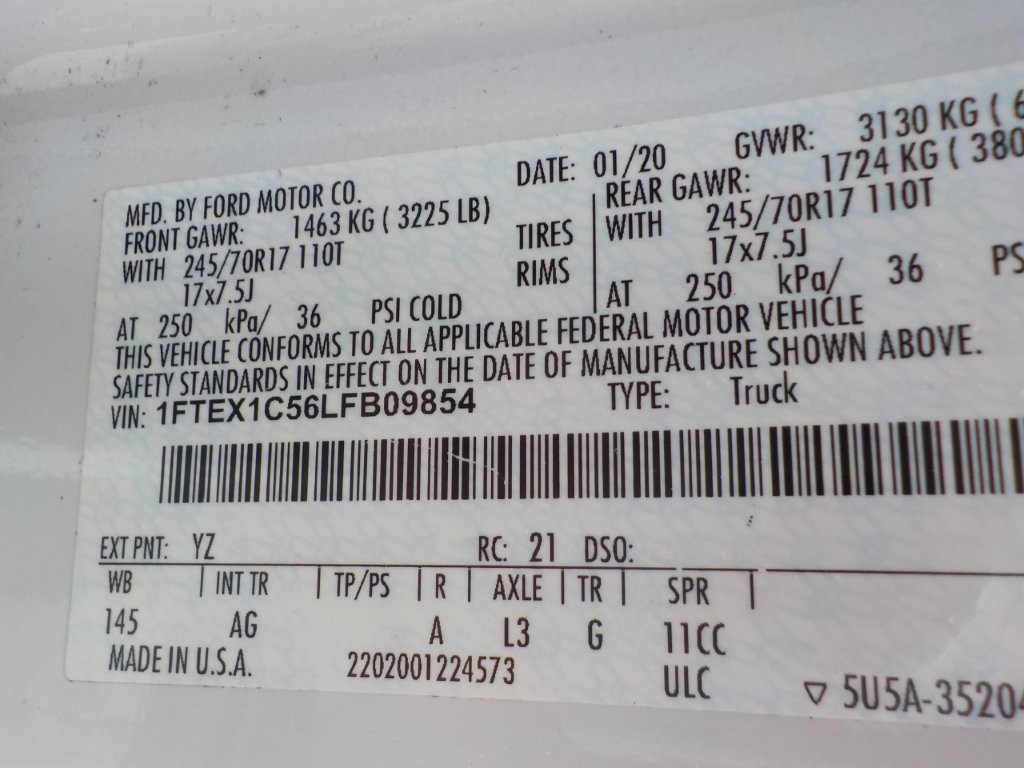 MFD. BY FORD MOTOR CO. DATE: 01/20 GVWR: 3130 KG ( 6
FRONT GAWR: 1463 KG ( 3225 LB) REAR GAWR: 1724 KG ( 380
WITH 245/70R17 110T TIRES WITH 245/70R17 110T
17x7.5J RIMS 17x7.5J
AT 250 kPa/ 36 PSI COLD AT 250 kPa/ 36 PS
THIS VEHICLE CONFORMS TO ALL APPLICABLE FEDERAL MOTOR VEHICLE
SAFETY STANDARDS IN EFFECT ON THE DATE OF MANUFACTURE SHOWN ABOVE.
VIN: 1FTEX1C56LFB09854 TYPE: Truck
EXT PNT: YZ RC: 21 DSO:
WB | INT TR | TP/PS | R | AXLE | TR | SPR |
145 AG A L3 G 11CC
MADE IN U.S.A. 2202001224573 ULC ▽ 5U5A-3520